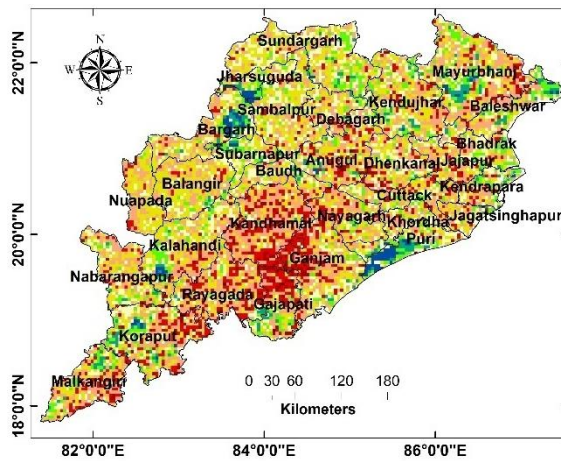 N
W E
S
22°0'0"N
20°0'0"N
18°0'0"N
Sundargarh
Jharsuguda
Mayurbhanj
Sambalpur
Kendujhar
Baleshwar
Debagarh
Bargarh
Bhadrak
Subarnapur
Anugul
Dhenkanal
Jajapur
Baudh
Balangir
Kendrapara
Nuapada
Cuttack
Jagatsinghapur
Nayagarh
Khordha
Kandhamal
Puri
Kalahandi
Ganjam
Nabarangapur
Rayagada
Gajapati
Koraput
Malkangiri
0 30 60 120 180
Kilometers
82°0'0"E 84°0'0"E 86°0'0"E